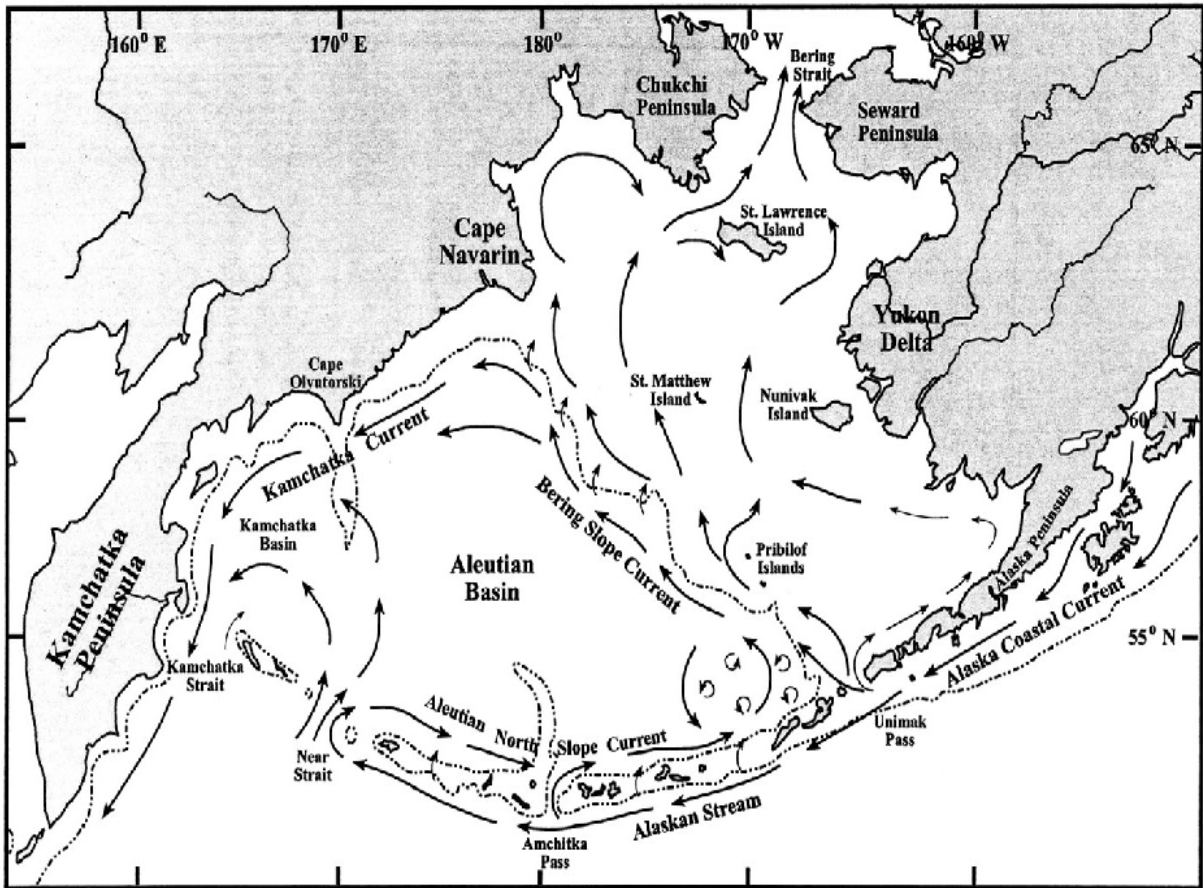 160° E
170° E
180°
170° W
160° W
Bering
Strait
Chukchi
Peninsula
Seward
Peninsula
65° N
St. Lawrence
Island
Cape
Navarin
Yukon
Delta
Cape
Olyutorski
St. Matthew
Island
Nunivak
Island
60° N
Kamchatka Current
Bering Slope Current
Kamchatka
Basin
Aleutian
Basin
Pribilof
Islands
Alaska Peninsula
Kamchatka
Peninsula
Alaska Coastal Current
55° N
Kamchatka
Strait
Aleutian North Slope Current
Near
Strait
Unimak
Pass
Alaskan Stream
Amchitka
Pass